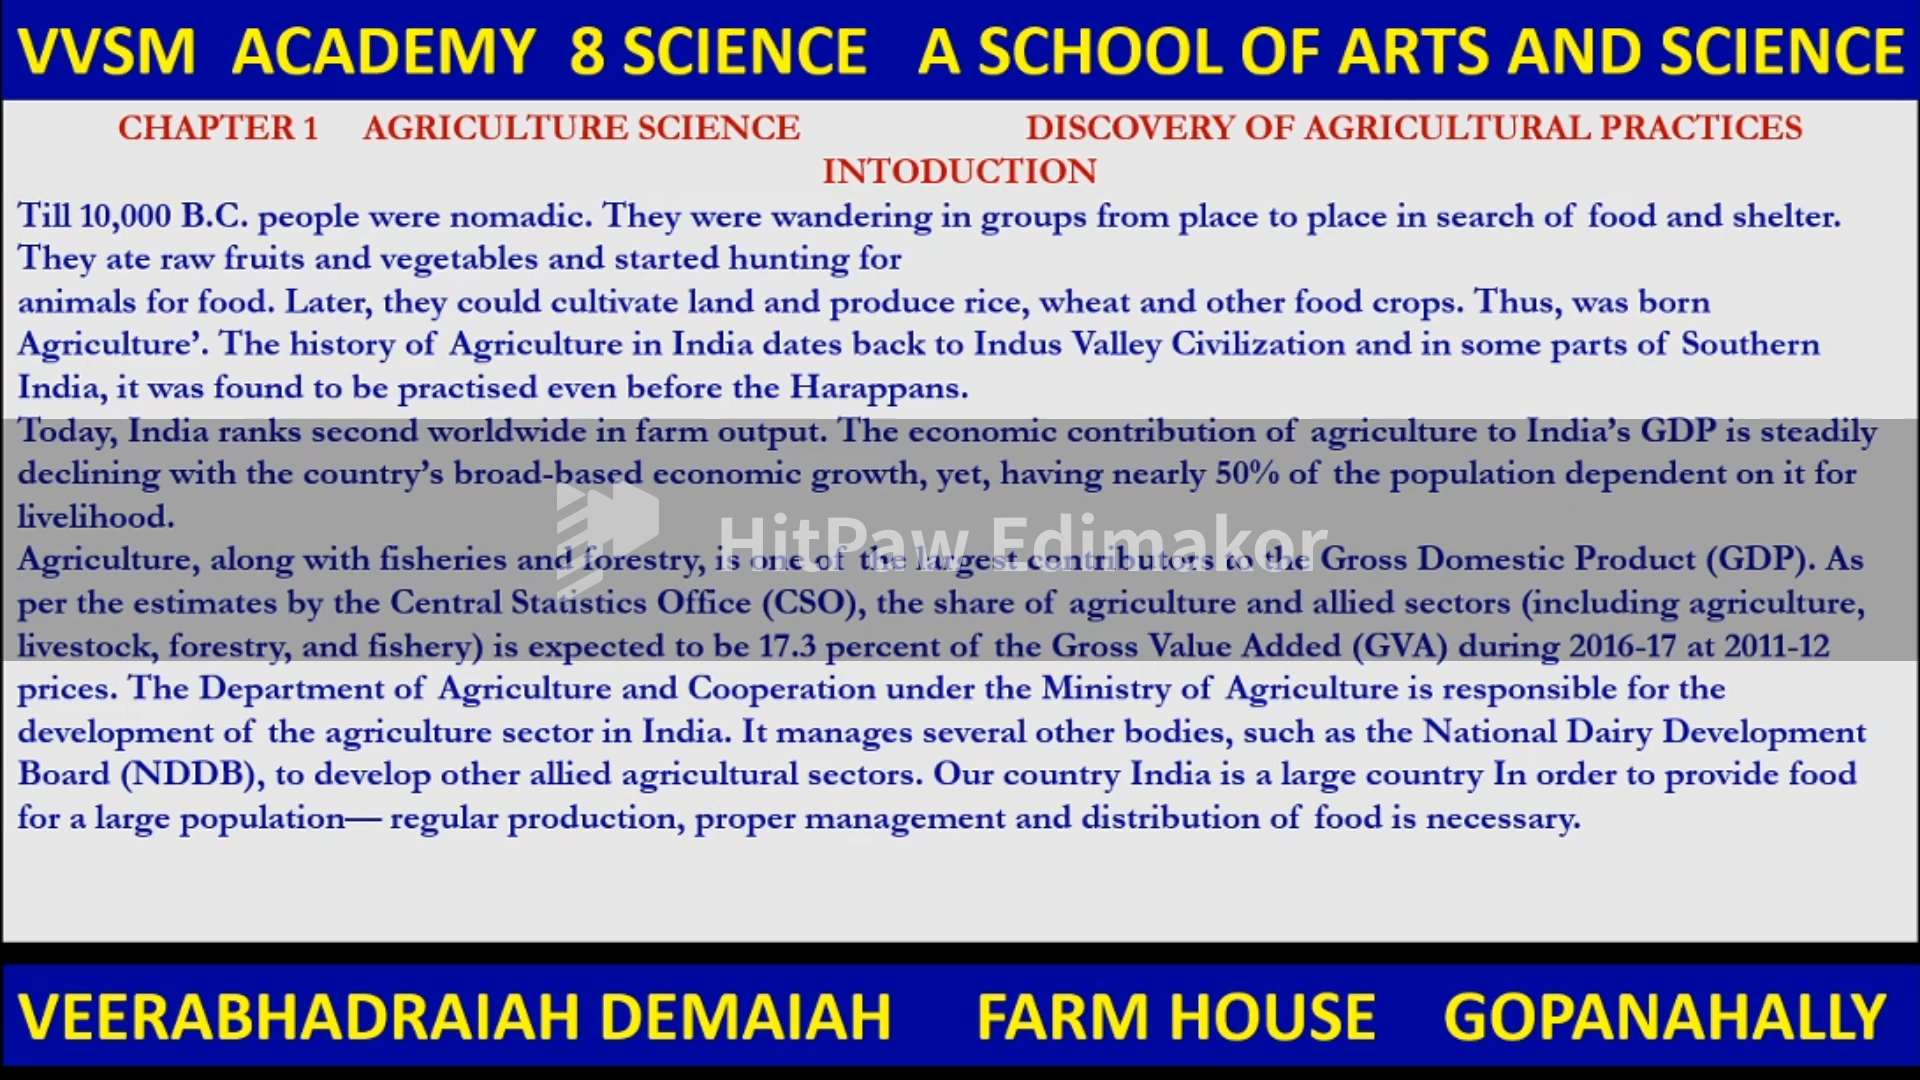 VVSM ACADEMY 8 SCIENCE A SCHOOL OF ARTS AND SCIENCE
CHAPTER 1 AGRICULTURE SCIENCE DISCOVERY OF AGRICULTURAL PRACTICES
INTODUCTION
Till 10,000 B.C. people were nomadic. They were wandering in groups from place to place in search of food and shelter.
They ate raw fruits and vegetables and started hunting for
animals for food. Later, they could cultivate land and produce rice, wheat and other food crops. Thus, was born
Agriculture’. The history of Agriculture in India dates back to Indus Valley Civilization and in some parts of Southern
India, it was found to be practised even before the Harappans.
Today, India ranks second worldwide in farm output. The economic contribution of agriculture to India’s GDP is steadily
declining with the country’s broad-based economic growth, yet, having nearly 50% of the population dependent on it for
livelihood.
HitPaw Edimakor
Agriculture, along with fisheries and forestry, is one of the largest contributors to the Gross Domestic Product (GDP). As
per the estimates by the Central Statistics Office (CSO), the share of agriculture and allied sectors (including agriculture,
livestock, forestry, and fishery) is expected to be 17.3 percent of the Gross Value Added (GVA) during 2016-17 at 2011-12
prices. The Department of Agriculture and Cooperation under the Ministry of Agriculture is responsible for the
development of the agriculture sector in India. It manages several other bodies, such as the National Dairy Development
Board (NDDB), to develop other allied agricultural sectors. Our country India is a large country In order to provide food
for a large population— regular production, proper management and distribution of food is necessary.
VEERABHADRAIAH DEMAIAH FARM HOUSE GOPANAHALLY